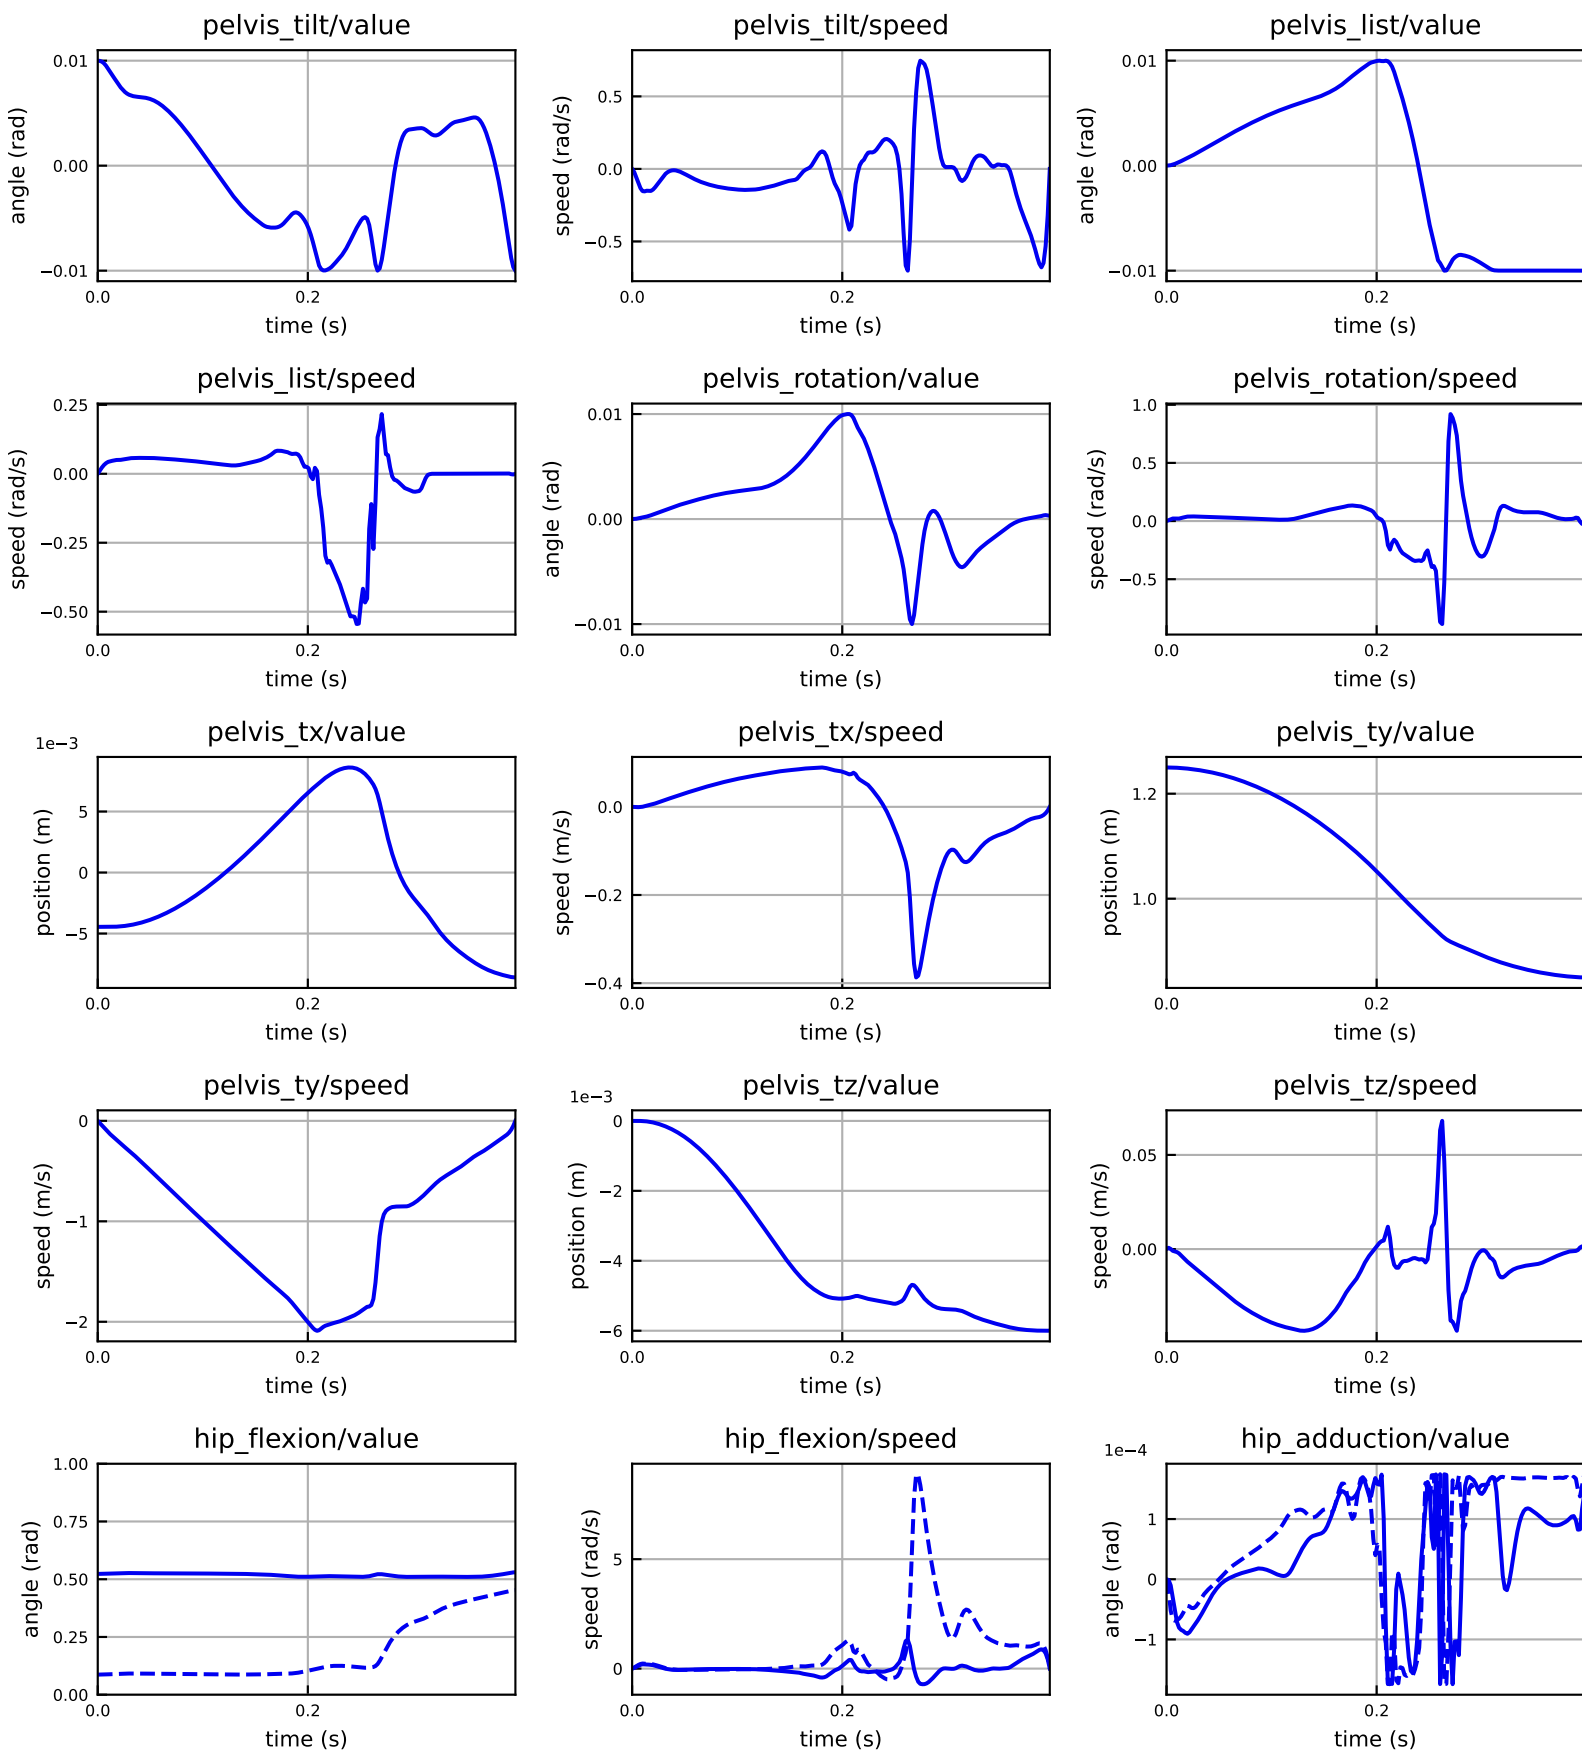 pelvis_tilt/value
pelvis_tilt/speed
pelvis_list/value
0.01
0.00
−0.01
angle (rad)
0.0
0.2
time (s)
0.5
0.0
−0.5
speed (rad/s)
0.0
0.2
time (s)
0.01
0.00
−0.01
angle (rad)
0.0
0.2
time (s)
pelvis_list/speed
pelvis_rotation/value
pelvis_rotation/speed
0.25
0.00
−0.25
−0.50
speed (rad/s)
0.0
0.2
time (s)
0.01
0.00
−0.01
angle (rad)
0.0
0.2
time (s)
1.0
0.5
0.0
−0.5
speed (rad/s)
0.0
0.2
time (s)
pelvis_tx/value
pelvis_tx/speed
pelvis_ty/value
1e−3
5
0
−5
position (m)
0.0
0.2
time (s)
0.0
−0.2
−0.4
speed (m/s)
0.0
0.2
time (s)
1.2
1.0
position (m)
0.0
0.2
time (s)
pelvis_ty/speed
pelvis_tz/value
pelvis_tz/speed
0
−1
−2
speed (m/s)
0.0
0.2
time (s)
1e−3
0
−2
−4
−6
position (m)
0.0
0.2
time (s)
0.05
0.00
speed (m/s)
0.0
0.2
time (s)
hip_flexion/value
hip_flexion/speed
hip_adduction/value
1.00
0.75
0.50
0.25
0.00
angle (rad)
0.0
0.2
time (s)
5
0
speed (rad/s)
0.0
0.2
time (s)
1e−4
1
0
−1
angle (rad)
0.0
0.2
time (s)